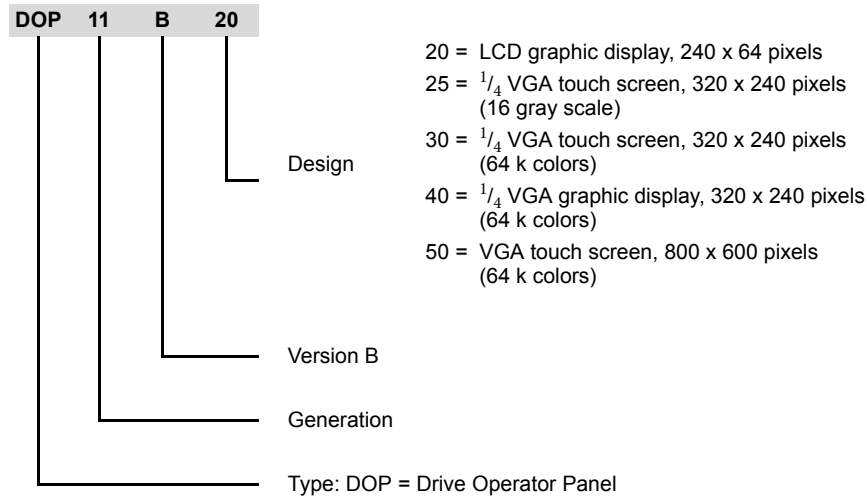 DOP 11 B 20
20 = LCD graphic display, 240 x 64 pixels
25 = 1/4 VGA touch screen, 320 x 240 pixels
(16 gray scale)
30 = 1/4 VGA touch screen, 320 x 240 pixels
(64 k colors)
40 = 1/4 VGA graphic display, 320 x 240 pixels
(64 k colors)
50 = VGA touch screen, 800 x 600 pixels
(64 k colors)
Design
Version B
Generation
Type: DOP = Drive Operator Panel